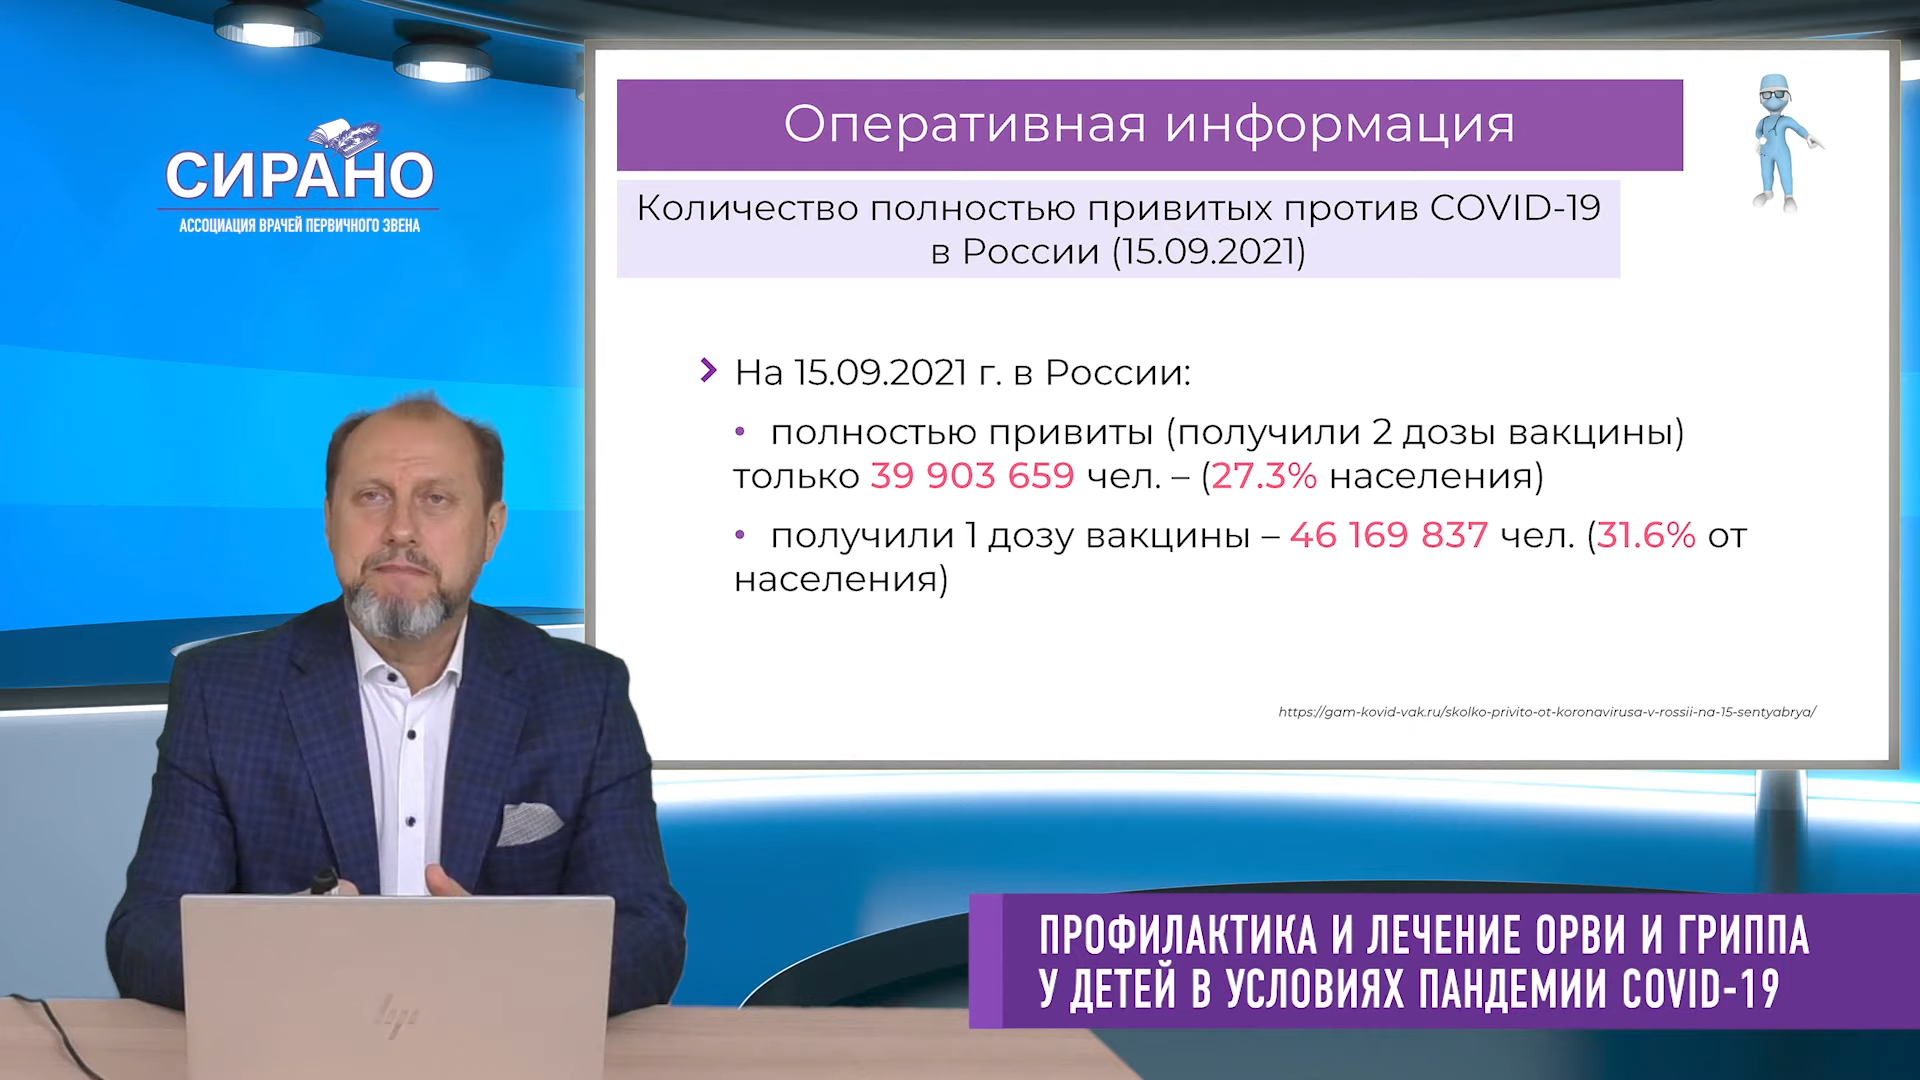 СИРАНО
АССОЦИАЦИЯ ВРАЧЕЙ ПЕРВИЧНОГО ЗВЕНА
Оперативная информация
Количество полностью привитых против COVID-19
в России (15.09.2021)
На 15.09.2021 г. в России:
• полностью привиты (получили 2 дозы вакцины)
только 39 903 659 чел. – (27.3% населения)
• получили 1 дозу вакцины – 46 169 837 чел. (31.6% от
населения)
https://gam-kovid-vak.ru/skolko-privito-ot-koronavirusa-v-rossii-na-15-sentyabrya/
ПРОФИЛАКТИКА И ЛЕЧЕНИЕ ОРВИ И ГРИППА
У ДЕТЕЙ В УСЛОВИЯХ ПАНДЕМИИ COVID-19
hp